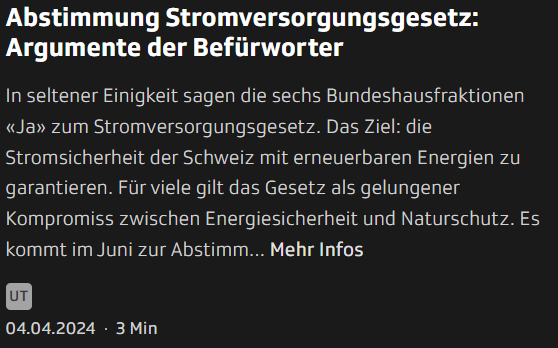 Abstimmung Stromversorgungsgesetz:
Argumente der Befürworter
In seltener Einigkeit sagen die sechs Bundeshausfraktionen
«Ja» zum Stromversorgungsgesetz. Das Ziel: die
Stromsicherheit der Schweiz mit erneuerbaren Energien zu
garantieren. Für viele gilt das Gesetz als gelungener
Kompromiss zwischen Energiesicherheit und Naturschutz. Es
kommt im Juni zur Abstimm... Mehr Infos
UT
04.04.2024 · 3 Min